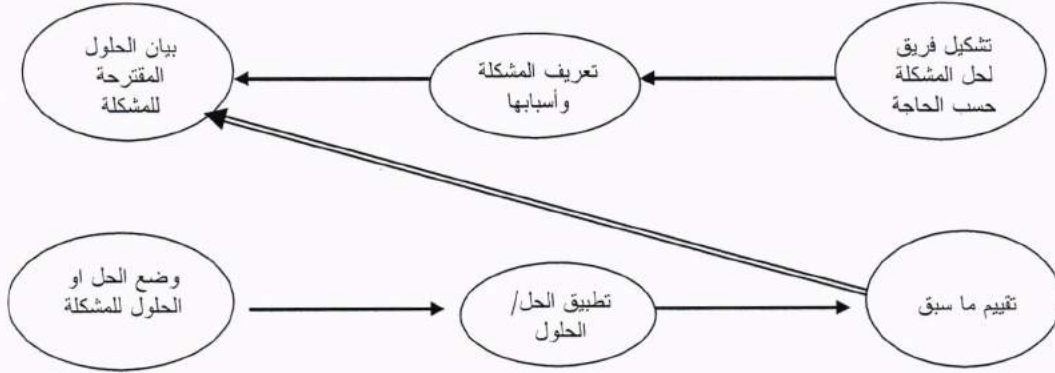 تشكيل فريق
لحل المشكلة
حسب الحاجة
تعريف المشكلة
وأسبابها
بيان الحلول
المقترحة
للمشكلة
وضع الحل او
الحلول للمشكلة
تطبيق الحل/
الحلول
تقييم ما سبق